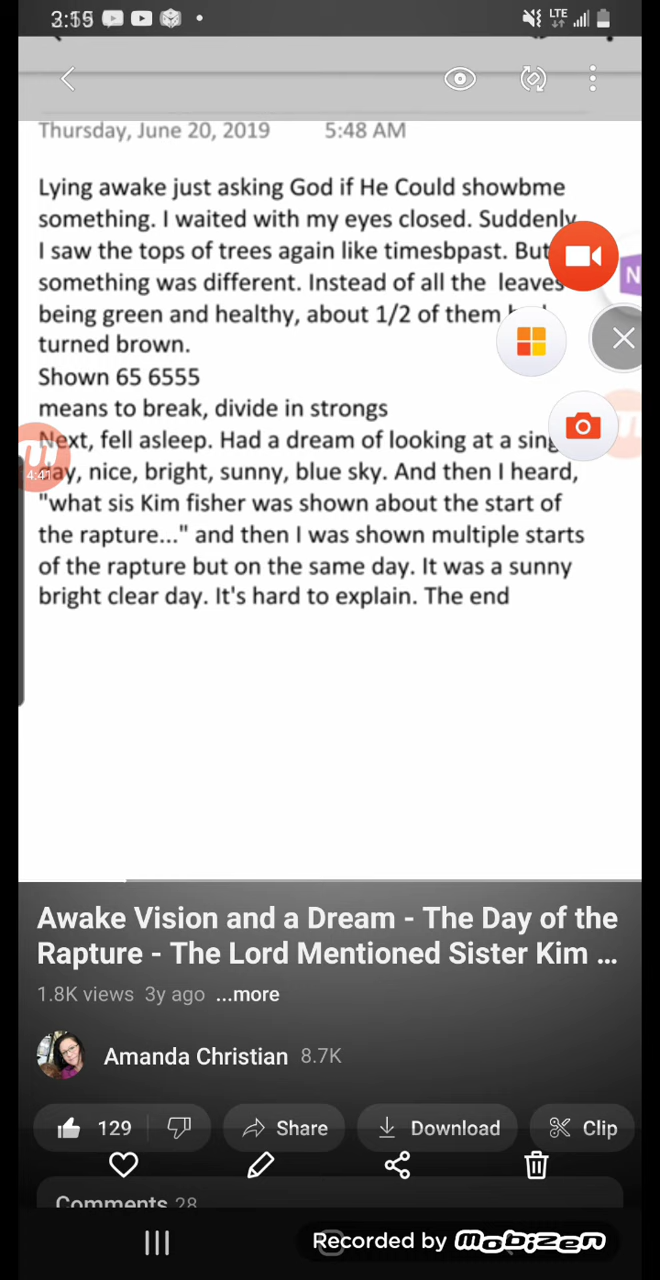 3:55
LTE
Thursday, June 20, 2019 5:48 AM
Lying awake just asking God if He Could showbme
something. I waited with my eyes closed. Suddenly
I saw the tops of trees again like timesbpast. But
something was different. Instead of all the leaves
being green and healthy, about 1/2 of them
turned brown.
Shown 65 6555
means to break, divide in strongs
Next, fell asleep. Had a dream of looking at a
day, nice, bright, sunny, blue sky. And then I heard,
"what sis Kim fisher was shown about the start of
the rapture..." and then I was shown multiple starts
of the rapture but on the same day. It was a sunny
bright clear day. It's hard to explain. The end
N
4:41
Awake Vision and a Dream - The Day of the
Rapture - The Lord Mentioned Sister Kim ...
1.8K views 3y ago ...more
Amanda Christian 8.7K
129 Share Download Clip
Comments 28
Recorded by mobizen